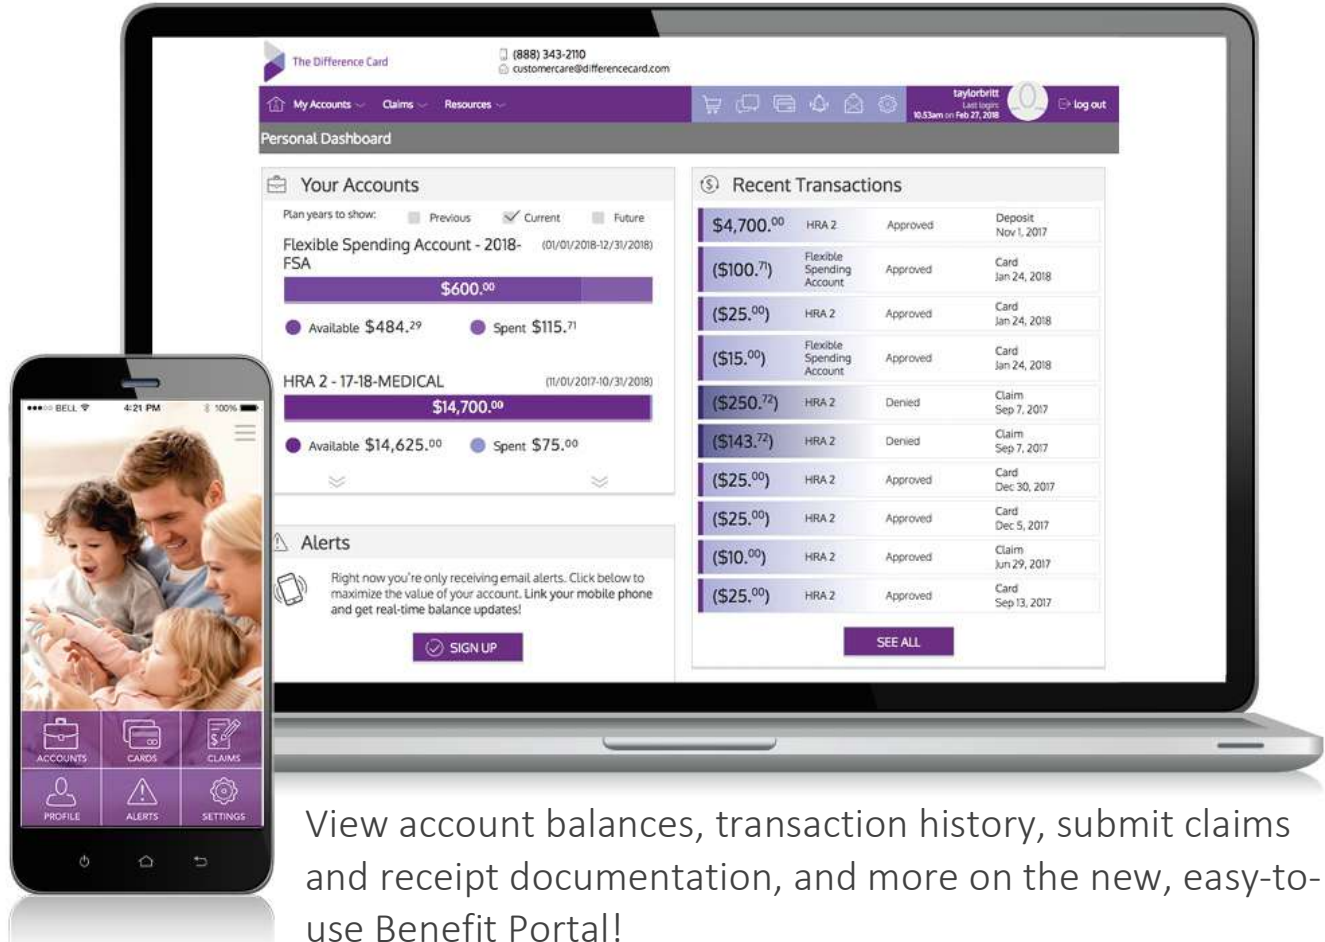 The Difference Card
(888) 343-2110
customercare@differencecard.com
My Accounts
Claims
Resources
taylorbritt
Last login:
10.53am on Feb 27, 2018
log out
Personal Dashboard
Your Accounts
Plan years to show:
Previous
Current
Future
Flexible Spending Account - 2018-
FSA
(01/01/2018-12/31/2018)
$600.00
Available $484.29
Spent $115.71
HRA 2 - 17-18-MEDICAL
(11/01/2017-10/31/2018)
$14,700.00
Available $14,625.00
Spent $75.00
Alerts
Right now you're only receiving email alerts. Click below to
maximize the value of your account. Link your mobile phone
and get real-time balance updates!
SIGN UP
Recent Transactions
$4,700.00
HRA 2
Approved
Deposit
Nov 1, 2017
($100.71)
Flexible
Spending
Account
Approved
Card
Jan 24, 2018
($25.00)
HRA 2
Approved
Card
Jan 24, 2018
($15.00)
Flexible
Spending
Account
Approved
Card
Jan 24, 2018
($250.72)
HRA 2
Denied
Claim
Sep 7, 2017
($143.72)
HRA 2
Denied
Claim
Sep 7, 2017
($25.00)
HRA 2
Approved
Card
Dec 30, 2017
($25.00)
HRA 2
Approved
Card
Dec 5, 2017
($10.00)
HRA 2
Approved
Claim
Jun 29, 2017
($25.00)
HRA 2
Approved
Card
Sep 13, 2017
SEE ALL
BELL
4:21 PM
100%
ACCOUNTS
CARDS
CLAIMS
PROFILE
ALERTS
SETTINGS
View account balances, transaction history, submit claims
and receipt documentation, and more on the new, easy-to-
use Benefit Portal!